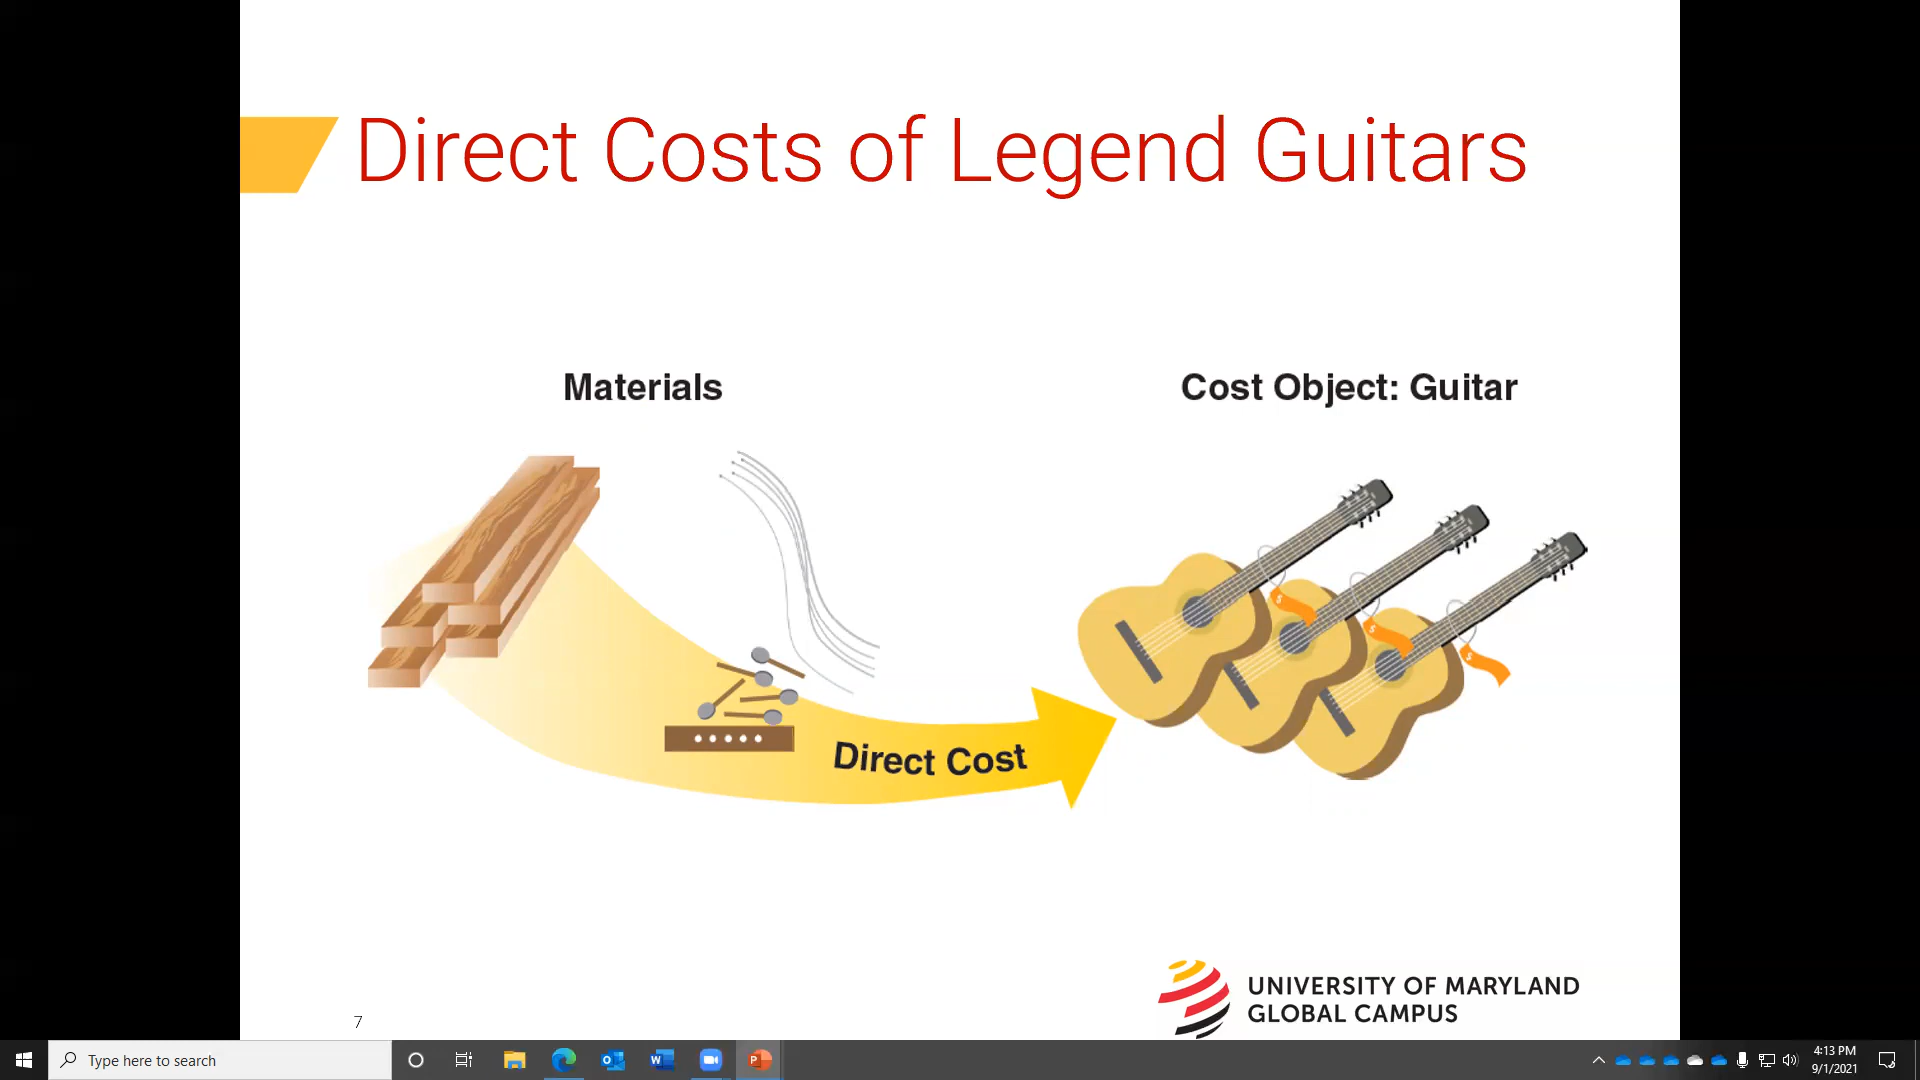 Direct Costs of Legend Guitars
Materials
Cost Object: Guitar
$
$
$
Direct Cost
UNIVERSITY OF MARYLAND
GLOBAL CAMPUS
7
Type here to search
4:13 PM
9/1/2021